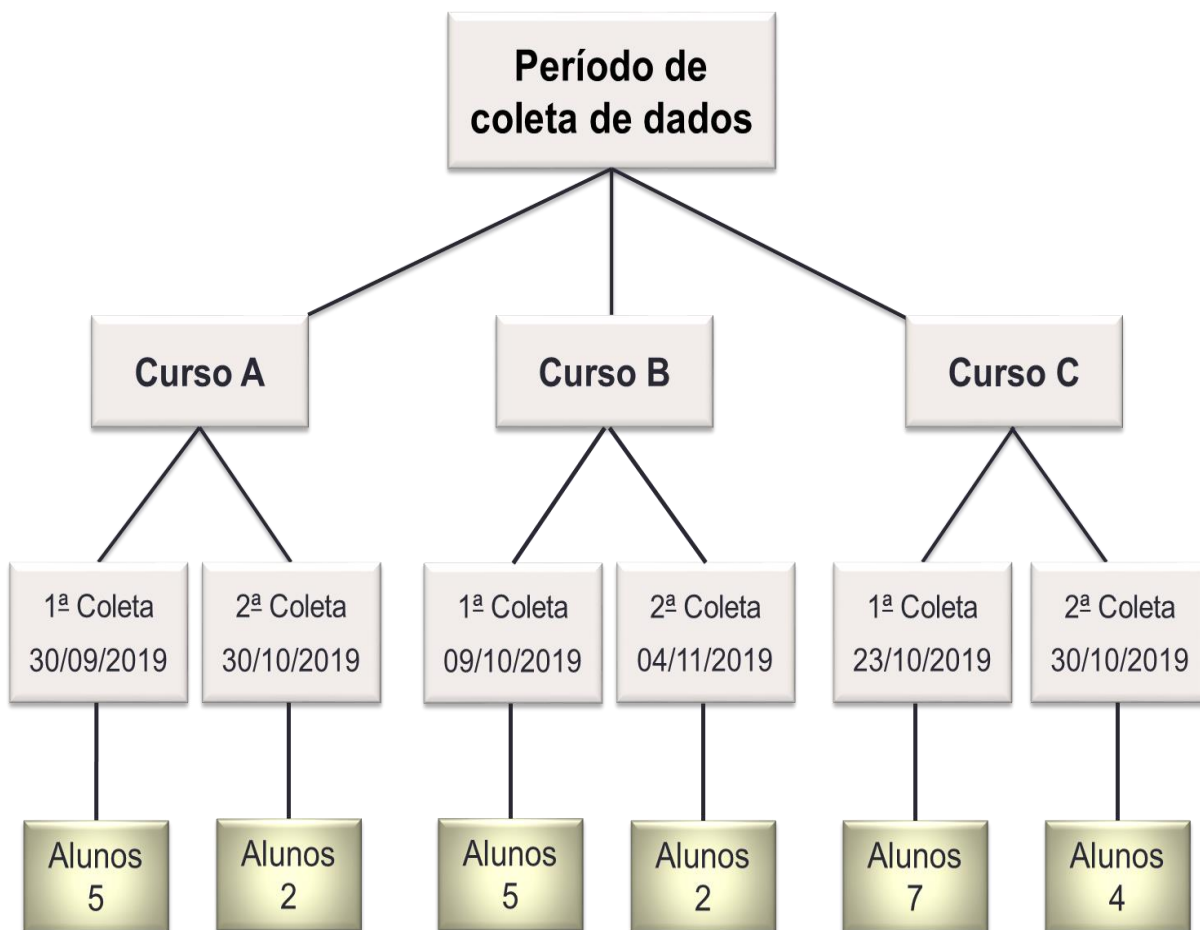 Período de
coleta de dados
Curso A
Curso B
Curso C
1ª Coleta
30/09/2019
2ª Coleta
30/10/2019
1ª Coleta
09/10/2019
2ª Coleta
04/11/2019
1ª Coleta
23/10/2019
2ª Coleta
30/10/2019
Alunos
5
Alunos
2
Alunos
5
Alunos
2
Alunos
7
Alunos
4